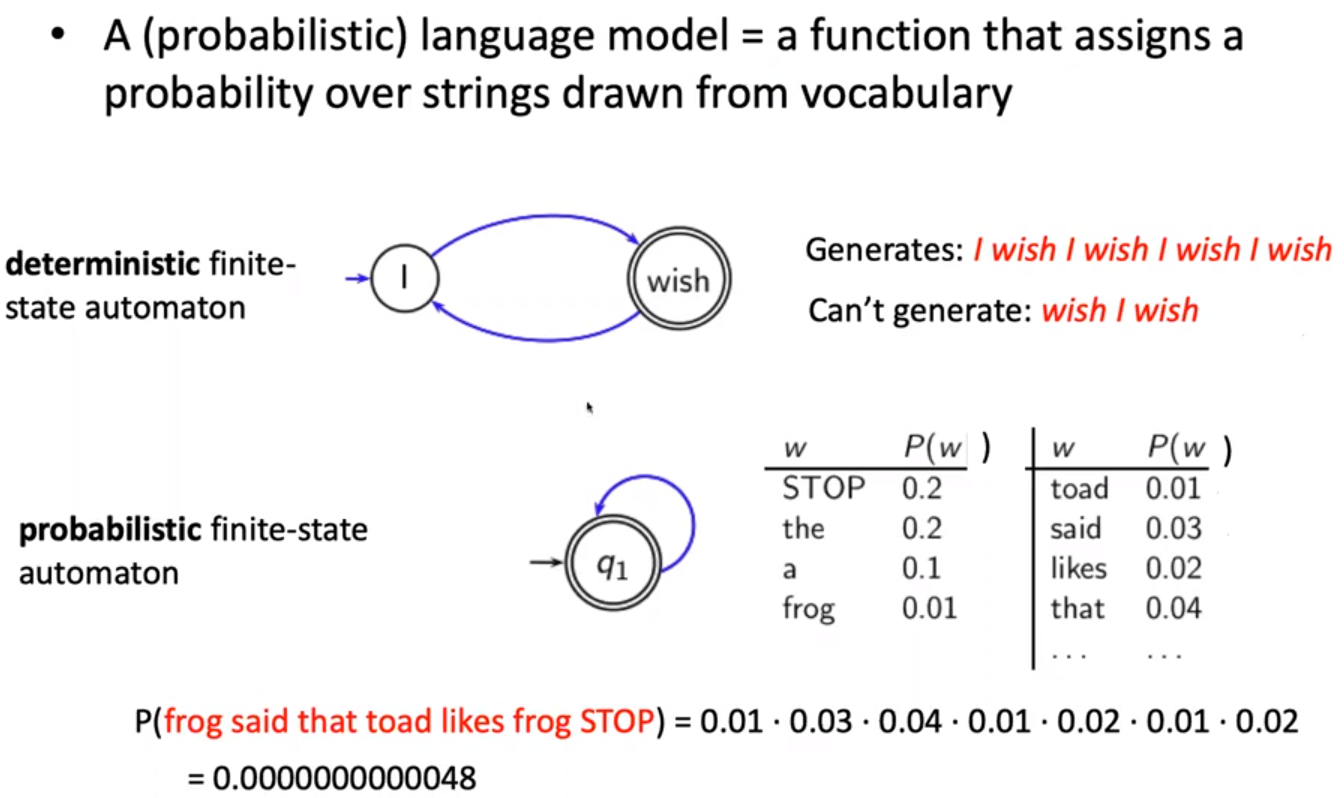 • A (probabilistic) language model = a function that assigns a
probability over strings drawn from vocabulary
deterministic finite-
state automaton
I
wish
Generates: I wish I wish I wish I wish
Can't generate: wish I wish
probabilistic finite-state
automaton
q1
w P(w ) w P(w )
STOP 0.2 toad 0.01
the 0.2 said 0.03
a 0.1 likes 0.02
frog 0.01 that 0.04
... ...
P(frog said that toad likes frog STOP) = 0.01 · 0.03 · 0.04 · 0.01 · 0.02 · 0.01 · 0.02
= 0.0000000000048